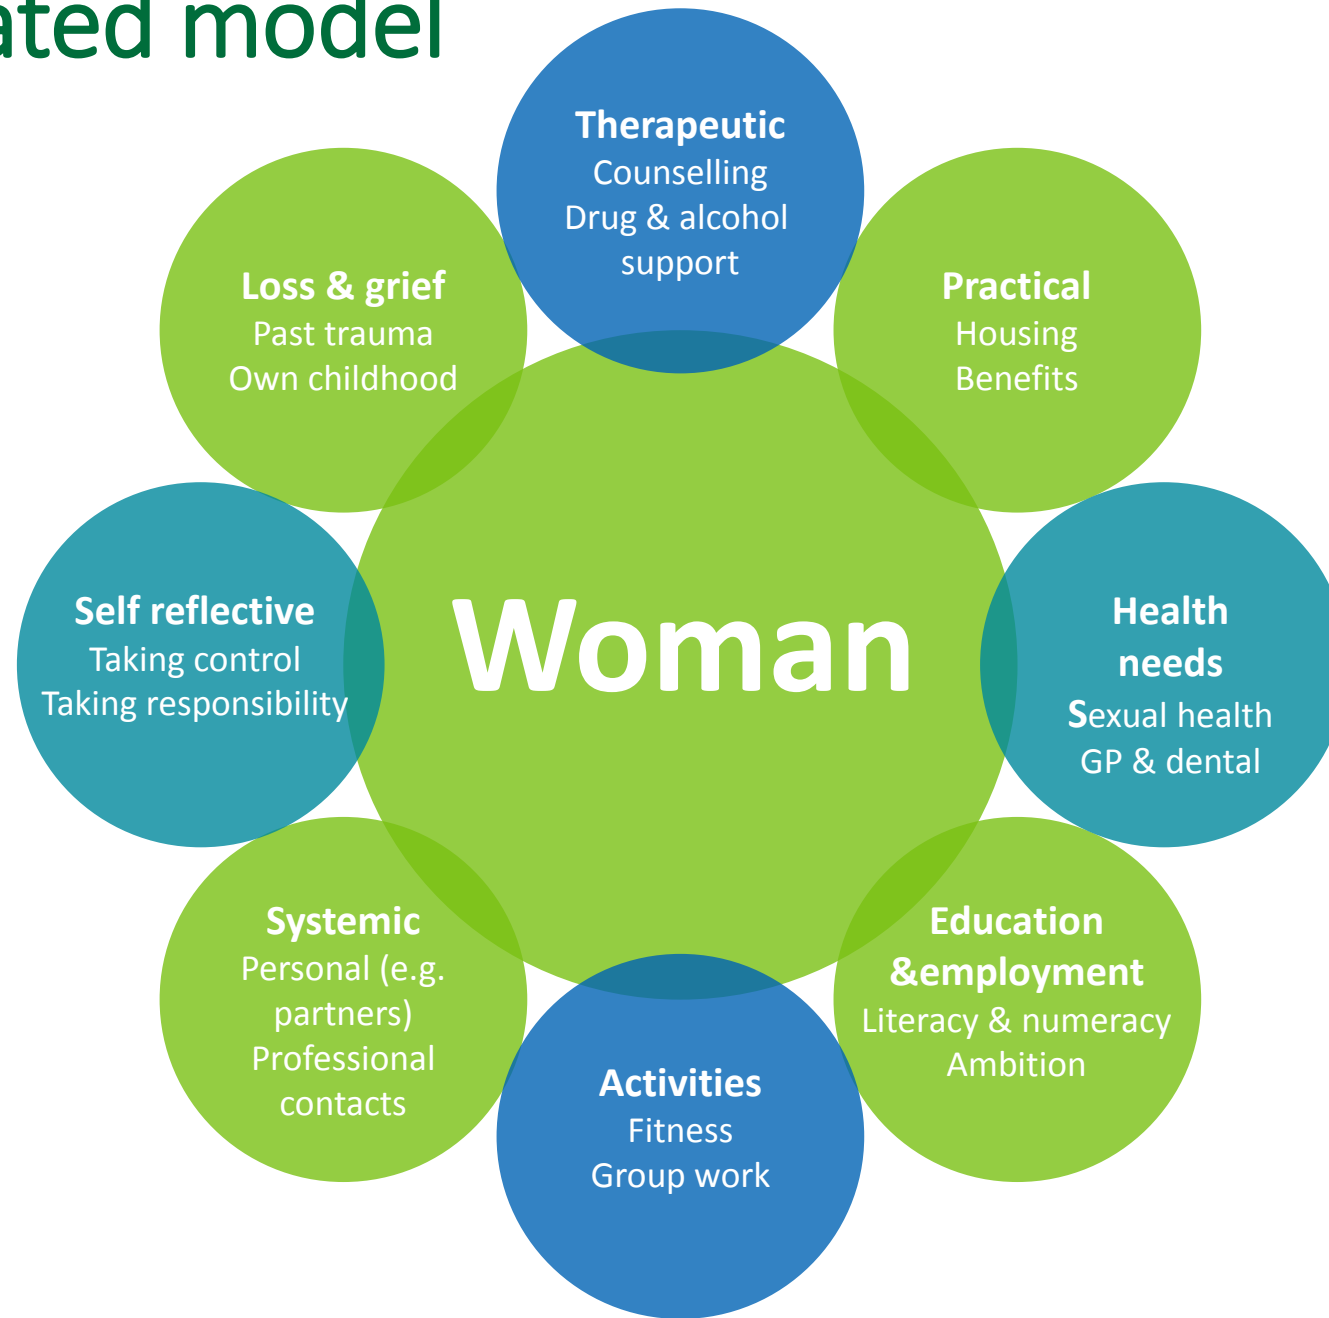 ated model
Therapeutic
Counselling
Drug & alcohol
support
Practical
Housing
Benefits
Health
needs
Sexual health
GP & dental
Education
&employment
Literacy & numeracy
Ambition
Activities
Fitness
Group work
Systemic
Personal (e.g.
partners)
Professional
contacts
Self reflective
Taking control
Taking responsibility
Loss & grief
Past trauma
Own childhood
Woman